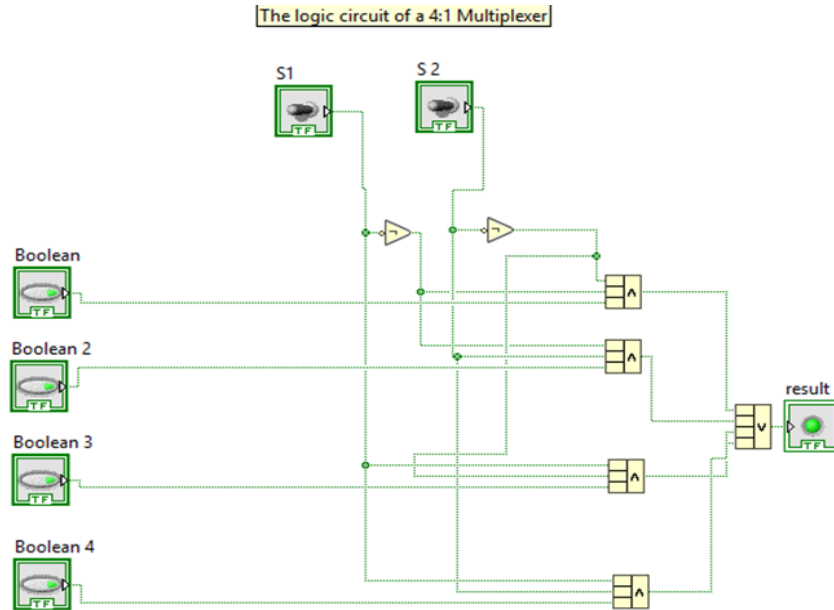 The logic circuit of a 4:1 Multiplexer
S1
S 2
TF
TF
Boolean
TF
Boolean 2
TF
Boolean 3
TF
Boolean 4
TF
result
TF